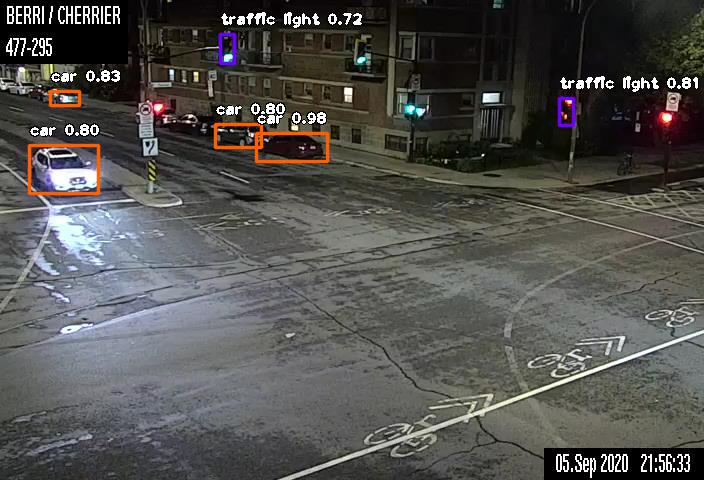 BERRI / CHERRIER
477-295
traffic light 0.72
car 0.83
traffic light 0.81
car 0.80
car 0.98
car 0.80
05.Sep 2020 21:56:33